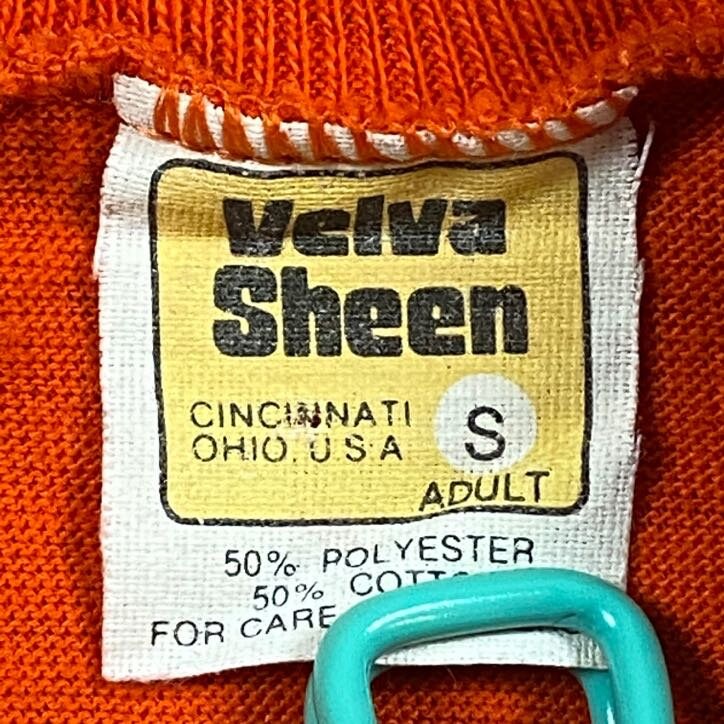 Velva
Sheen
CINCINNATI
OHIO. U S A
S
ADULT
50% POLYESTER
50%
FOR CARE